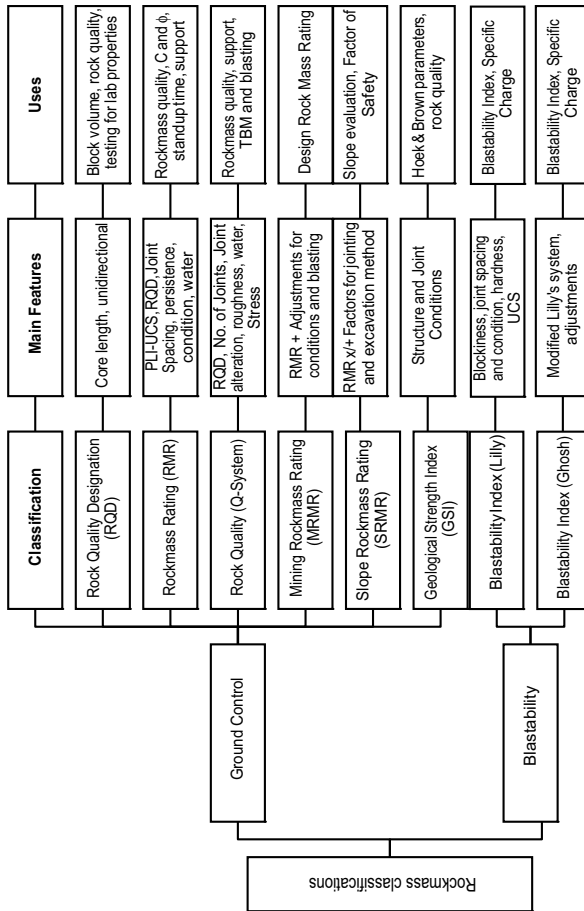 Rockmass classifications
Ground Control
Blastability
Classification
Main Features
Uses
Rock Quality Designation
(RQD)
Core length, unidirectional
Block volume, rock quality,
testing for lab properties
Rockmass Rating (RMR)
PLI-UCS,RQD,Joint
Spacing, persistence, joint
condition, water
Rockmass quality, C and ϕ,
standup time, support
Rock Quality (Q-System)
RQD, No. of Joints, Joint
alteration, roughness, water,
Stress
Rockmass quality, support,
TBM and blasting
Mining Rockmass Rating
(MRMR)
RMR + Adjustments for
conditions and blasting
Design Rock Mass Rating
Slope Rockmass Rating
(SRMR)
RMR x/+ Factors for jointing
and excavation method
Slope evaluation, Factor of
Safety
Geological Strength Index
(GSI)
Structure and Joint
Conditions
Hoek & Brown parameters,
rock quality
Blastability Index (Lilly)
Blockiness, joint spacing
and condition, hardness,
UCS
Blastability Index, Specific
Charge
Blastability Index (Ghosh)
Modified Lilly's system,
adjustments
Blastability Index, Specific
Charge